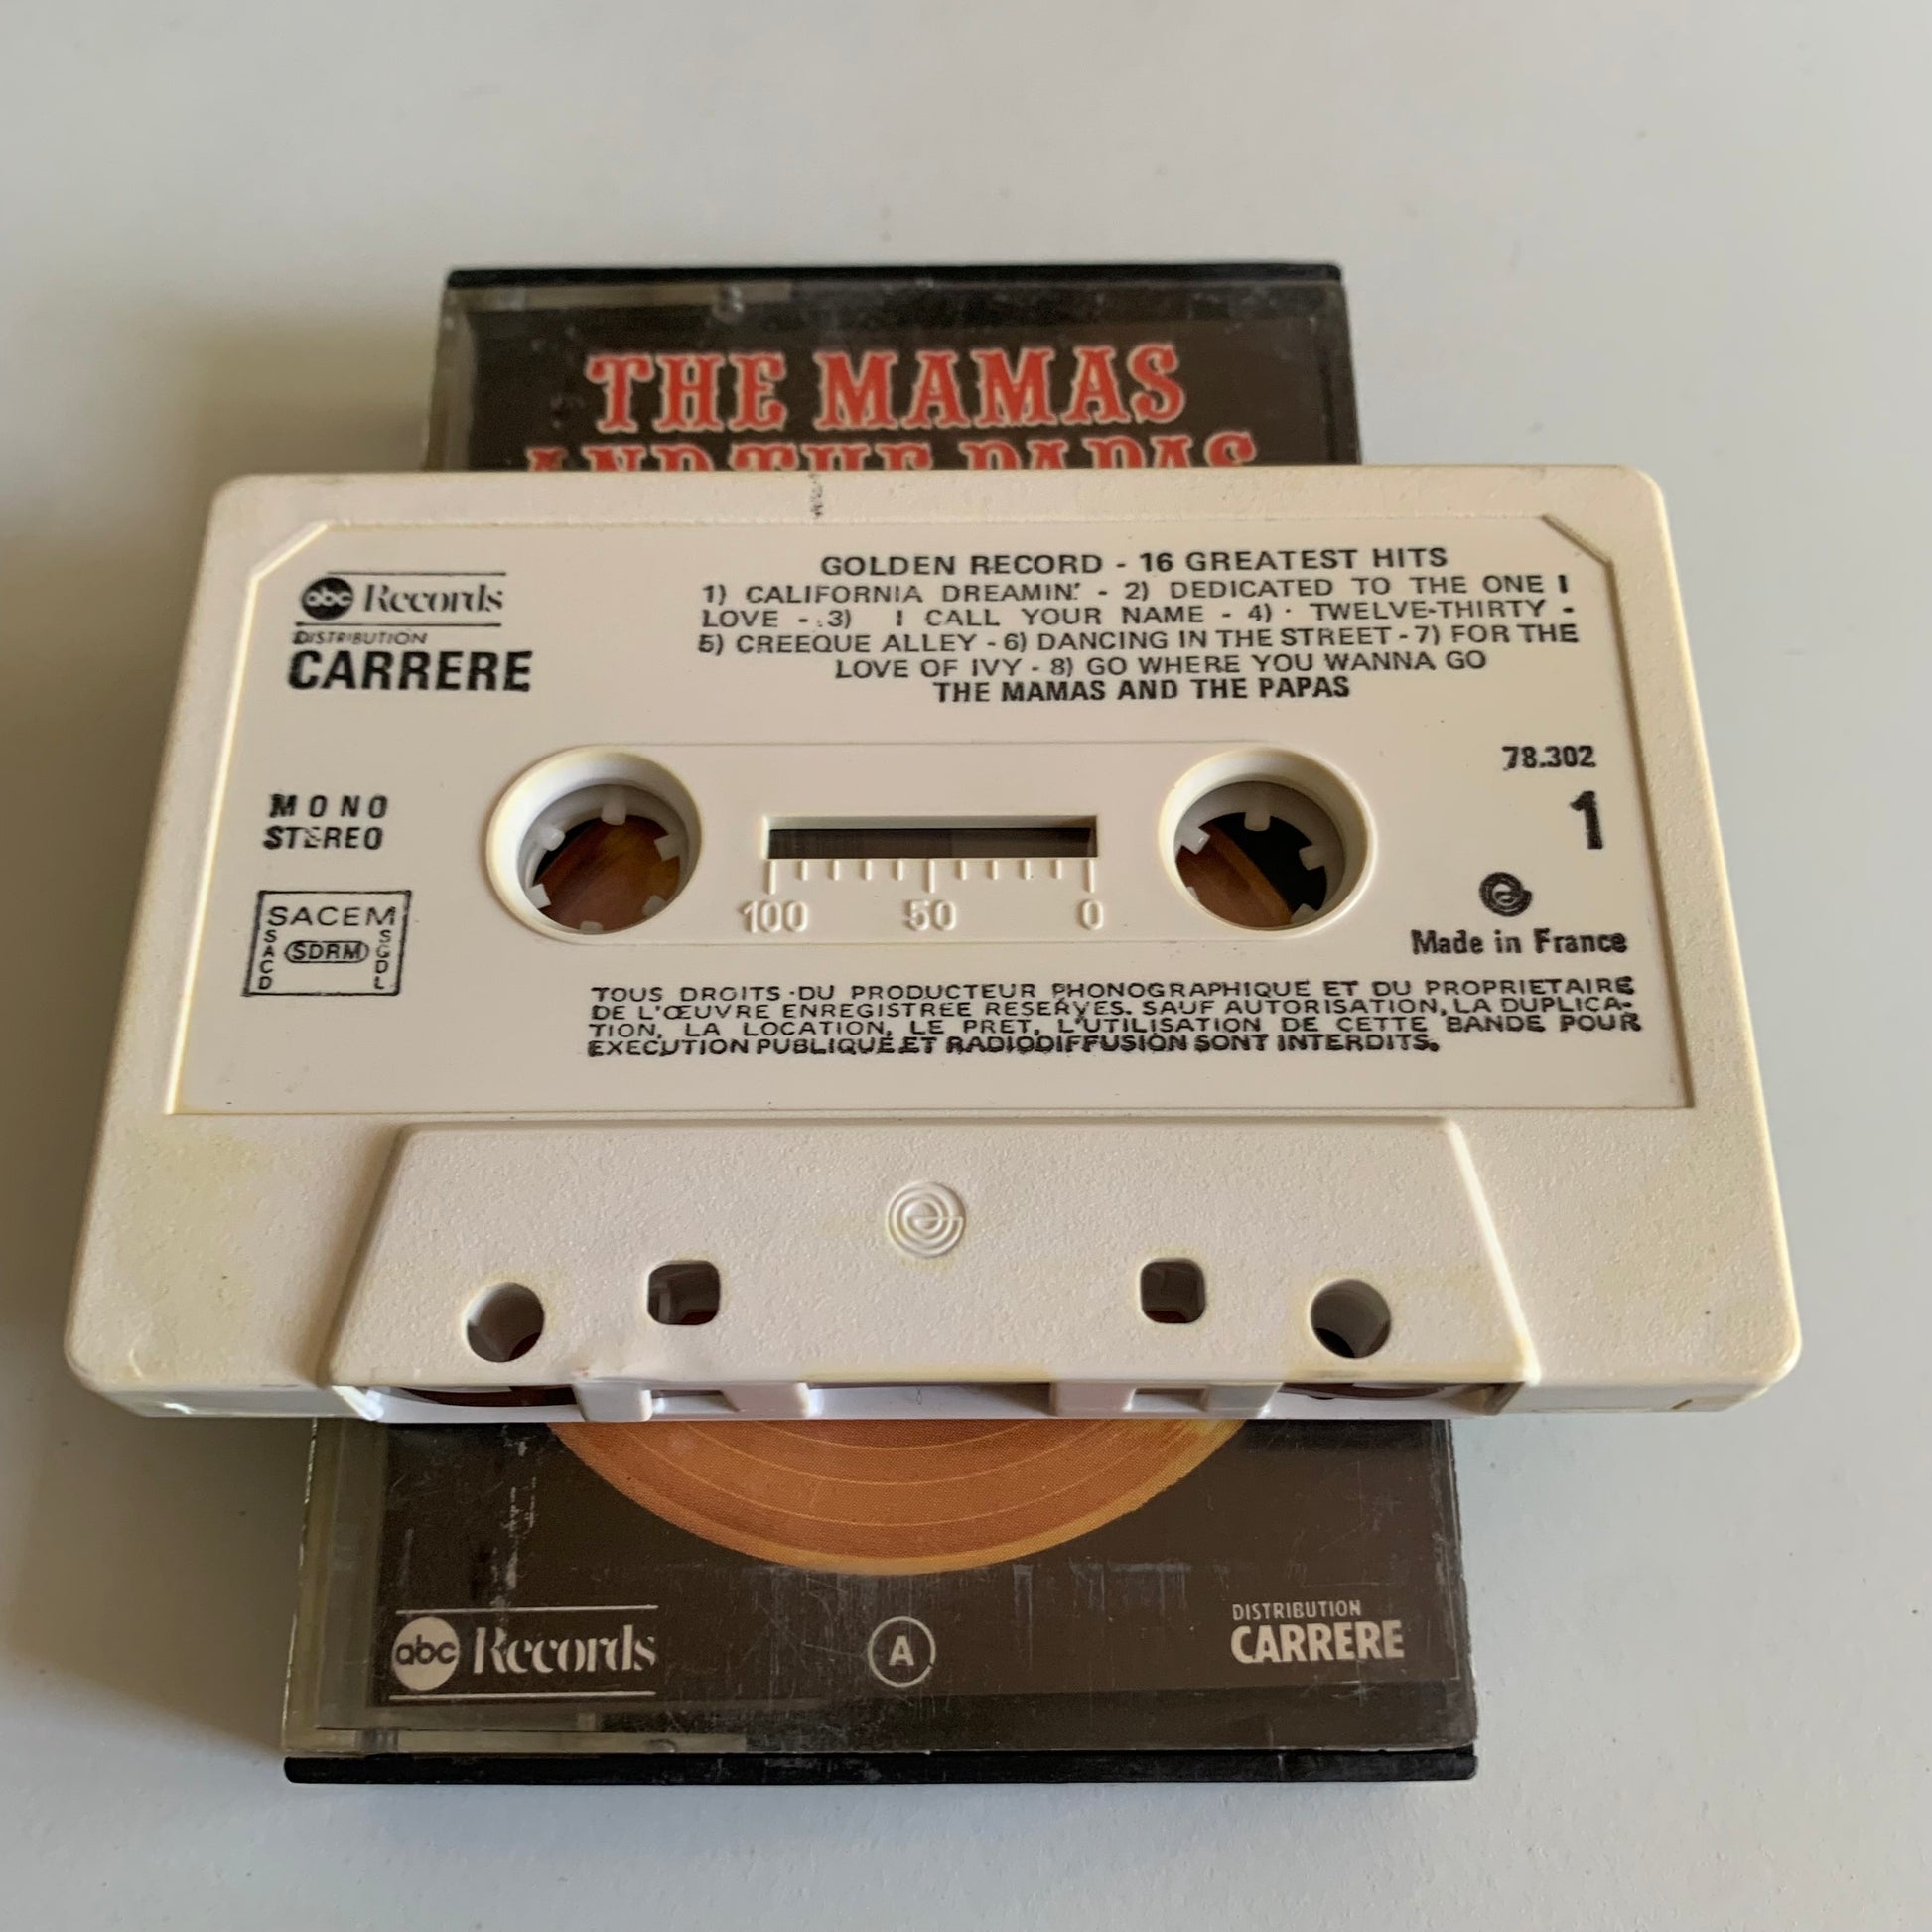 THE MAMAS
AND THE PAPAS
abc Records
DISTRIBUTION
CARRERE
GOLDEN RECORD - 16 GREATEST HITS
1) CALIFORNIA DREAMIN' - 2) DEDICATED TO THE ONE I
LOVE - 3) I CALL YOUR NAME - 4) TWELVE-THIRTY -
5) CREEQUE ALLEY - 6) DANCING IN THE STREET - 7) FOR THE
LOVE OF IVY - 8) GO WHERE YOU WANNA GO
THE MAMAS AND THE PAPAS
78.302
1
MONO
STEREO
100 50 0
SACEM
SACD
SDRM
SGDL
Made in France
TOUS DROITS DU PRODUCTEUR PHONOGRAPHIQUE ET DU PROPRIETAIRE
DE L'ŒUVRE ENREGISTREE RESERVES. SAUF AUTORISATION, LA DUPLICA-
TION, LA LOCATION, LE PRET, L'UTILISATION DE CETTE BANDE POUR
EXECUTION PUBLIQUE ET RADIODIFFUSION SONT INTERDITS.
abc Records
A
DISTRIBUTION
CARRERE